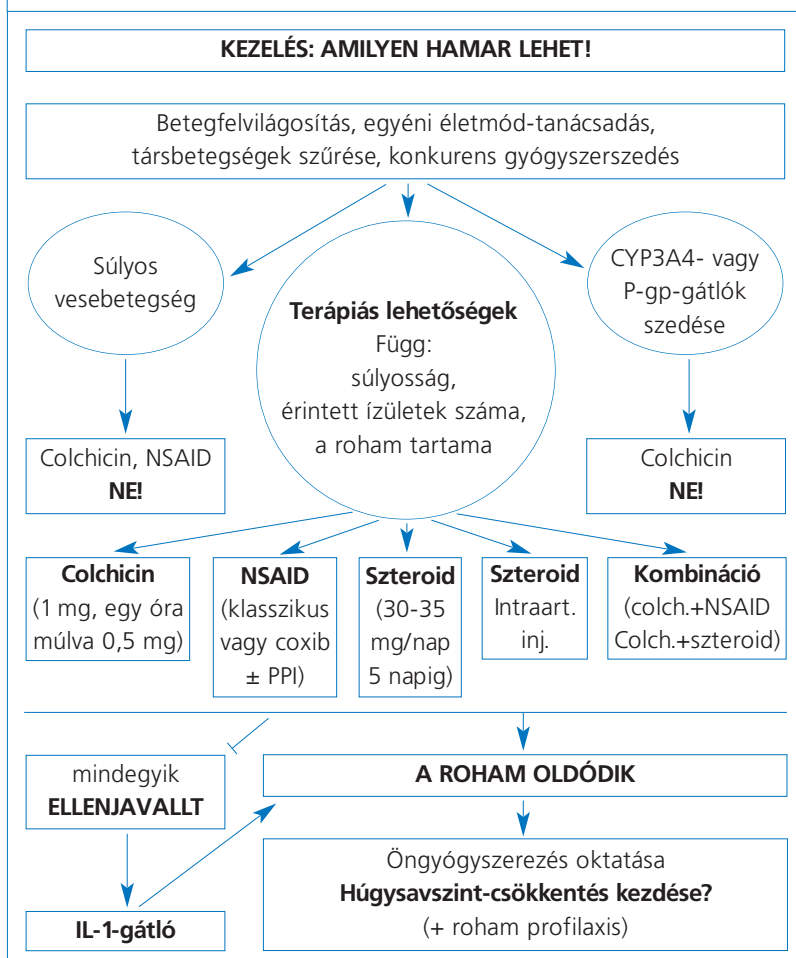 KEZELÉS: AMILYEN HAMAR LEHET!
Betegfelvilágosítás, egyéni életmód-tanácsadás,
társbetegségek szűrése, konkurens gyógyszerszedés
Súlyos
vesebetegség
Terápiás lehetőségek
Függ:
súlyosság,
érintett ízületek száma,
a roham tartama
CYP3A4- vagy
P-gp-gátlók
szedése
Colchicin, NSAID
NE!
Colchicin
NE!
Colchicin
(1 mg, egy óra
múlva 0,5 mg)
NSAID
(klasszikus
vagy coxib
± PPI)
Szteroid
(30-35
mg/nap
5 napig)
Szteroid
Intraart.
inj.
Kombináció
(colch.+NSAID
Colch.+szteroid)
mindegyik
ELLENJAVALLT
A ROHAM OLDÓDIK
IL-1-gátló
Öngyógyszerezés oktatása
Húgysavszint-csökkentés kezdése?
(+ roham profilaxis)